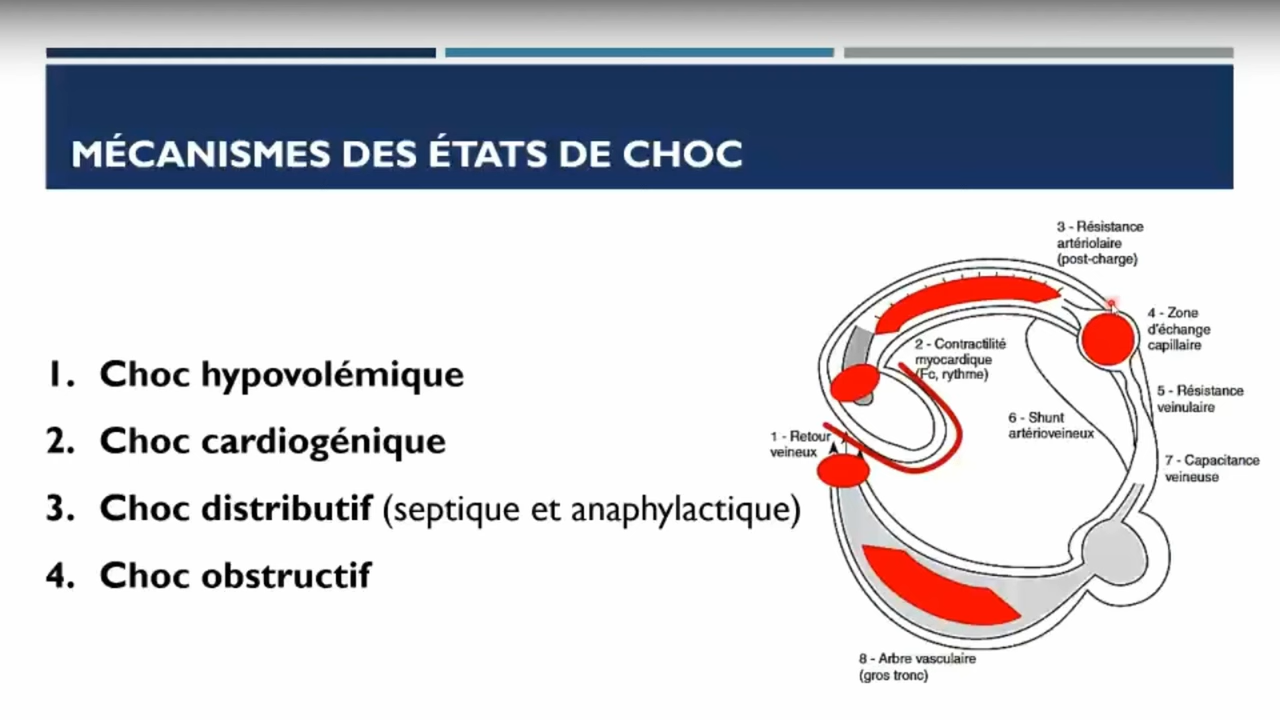 MÉCANISMES DES ÉTATS DE CHOC
1. Choc hypovolémique
2. Choc cardiogénique
3. Choc distributif (septique et anaphylactique)
4. Choc obstructif
3 - Résistance
artériolaire
(post-charge)
4 - Zone
d'échange
capillaire
2 - Contractilité
myocardique
(Fc, rythme)
5 - Résistance
veinulaire
6 - Shunt
artérioveineux
1 - Retour
veineux
7 - Capacitance
veineuse
8 - Arbre vasculaire
(gros tronc)